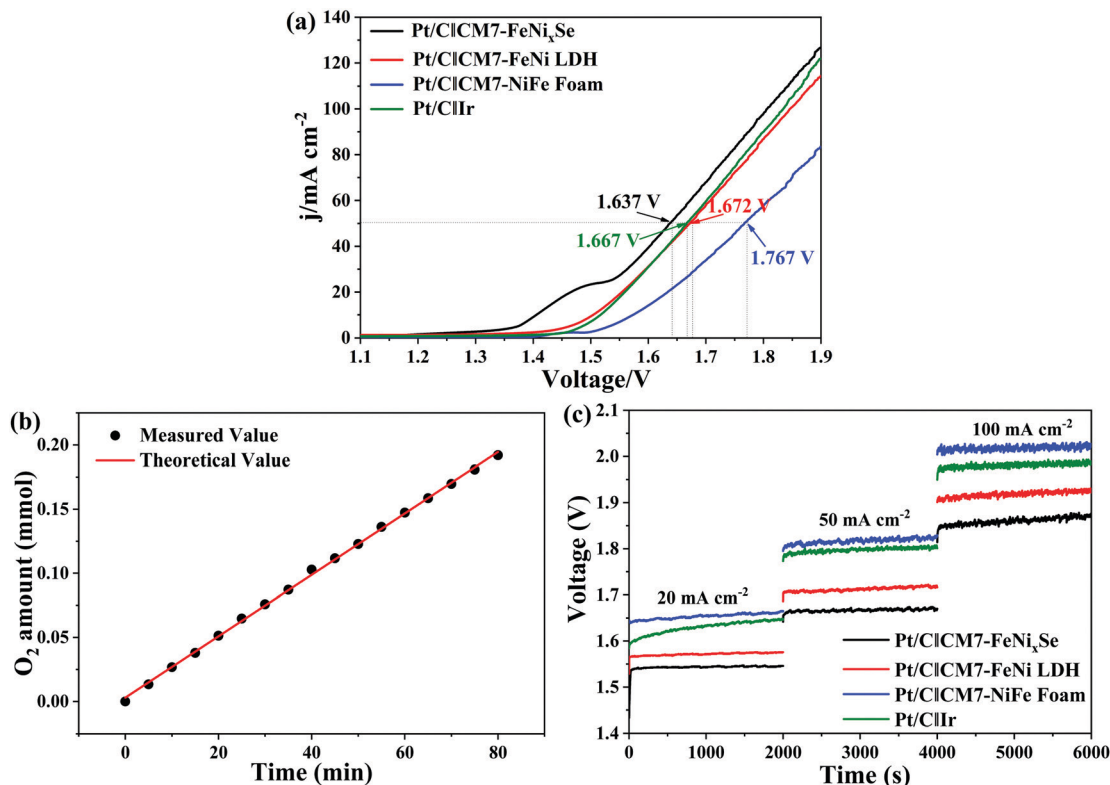 (a)
140
120
100
80
60
40
20
0
j/mA cm⁻²
Pt/C‖CM7-FeNiₓSe
Pt/C‖CM7-FeNi LDH
Pt/C‖CM7-NiFe Foam
Pt/C‖Ir
1.637 V
1.672 V
1.667 V
1.767 V
1.1 1.2 1.3 1.4 1.5 1.6 1.7 1.8 1.9
Voltage/V
(b)
Measured Value
Theoretical Value
0.20
0.15
0.10
0.05
0.00
O₂ amount (mmol)
0 20 40 60 80
Time (min)
(c)
2.1
2.0
1.9
1.8
1.7
1.6
1.5
1.4
Voltage (V)
100 mA cm⁻²
50 mA cm⁻²
20 mA cm⁻²
Pt/C‖CM7-FeNiₓSe
Pt/C‖CM7-FeNi LDH
Pt/C‖CM7-NiFe Foam
Pt/C‖Ir
0 1000 2000 3000 4000 5000 6000
Time (s)